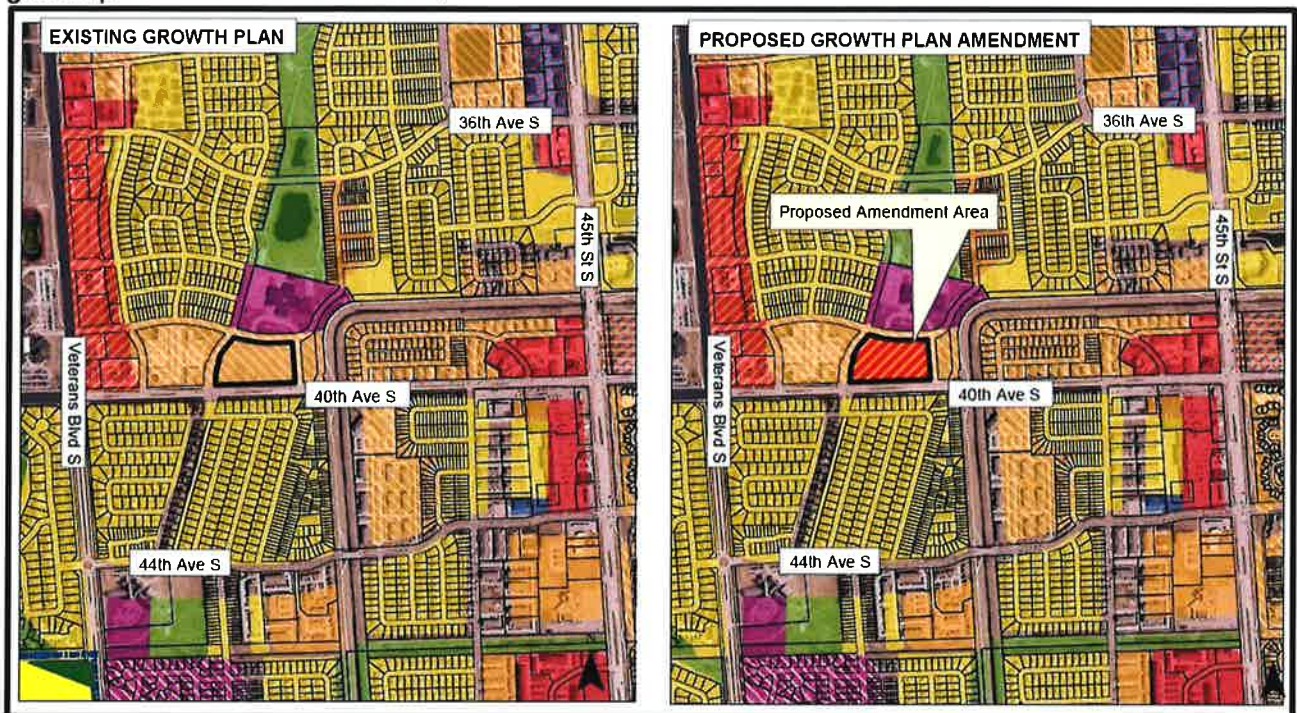 EXISTING GROWTH PLAN
36th Ave S
45th St S
Veterans Blvd S
40th Ave S
44th Ave S
PROPOSED GROWTH PLAN AMENDMENT
36th Ave S
Proposed Amendment Area
45th St S
Veterans Blvd S
40th Ave S
44th Ave S